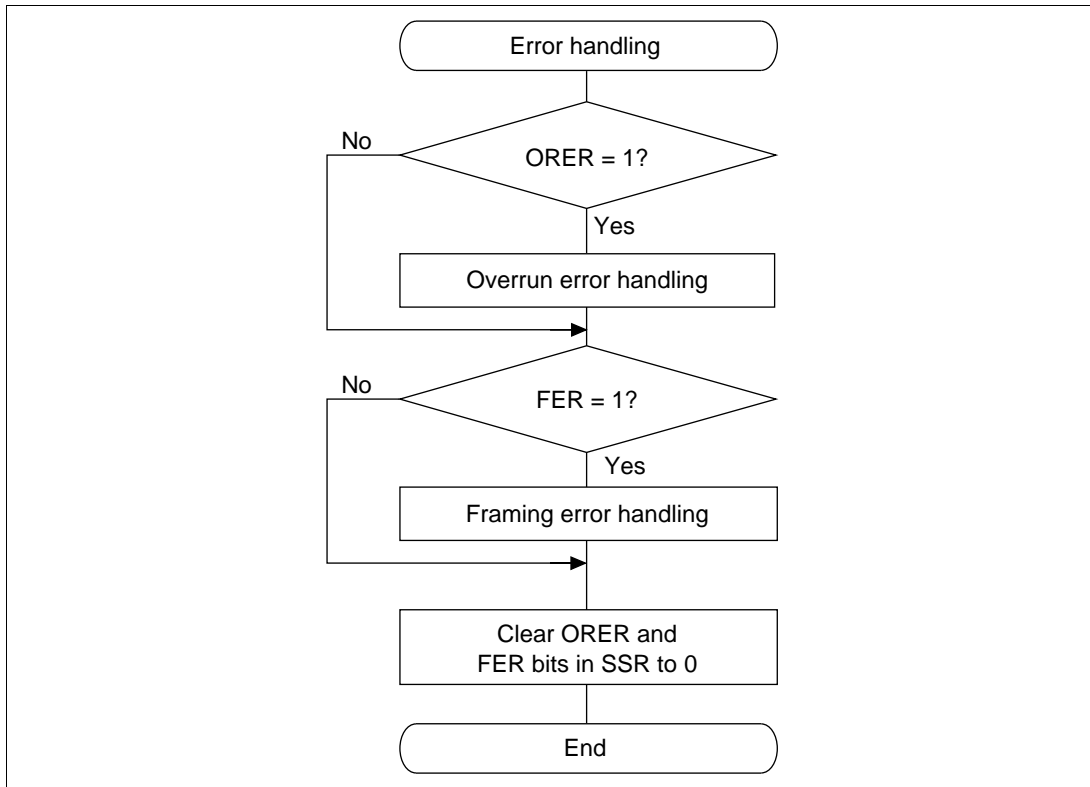 Error handling
No
ORER = 1?
Yes
Overrun error handling
No
FER = 1?
Yes
Framing error handling
Clear ORER and
FER bits in SSR to 0
End